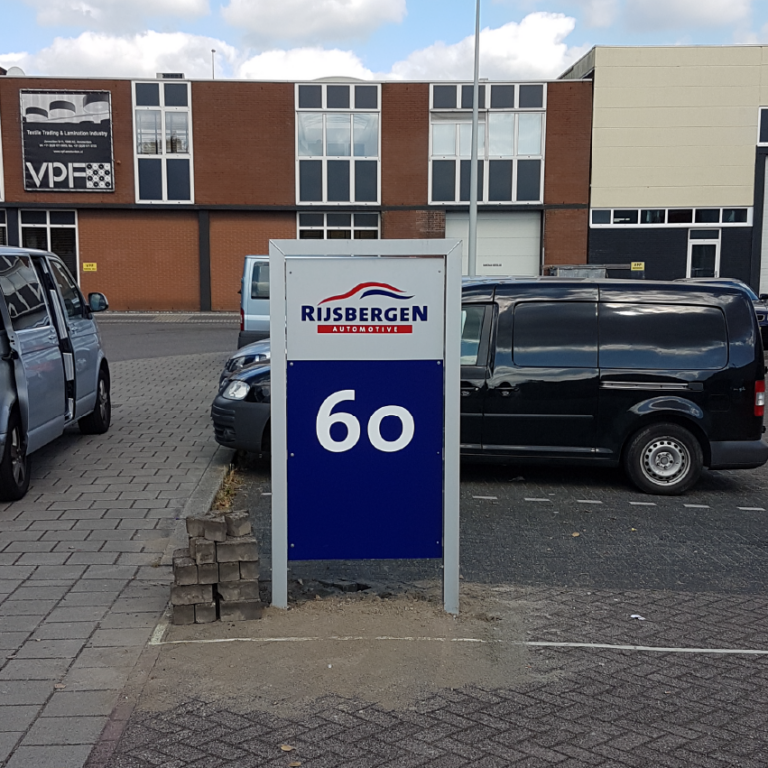 Textile Trading & Lamination Industry
VPF
RIJSBERGEN
AUTOMOTIVE
60